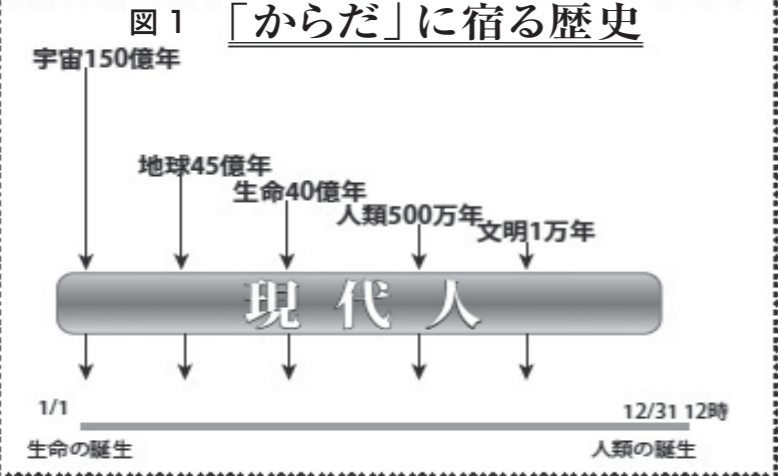 図1 「からだ」に宿る歴史
宇宙150億年
地球45億年
生命40億年
人類500万年
文明1万年
現代人
1/1
12/31 12時
生命の誕生
人類の誕生